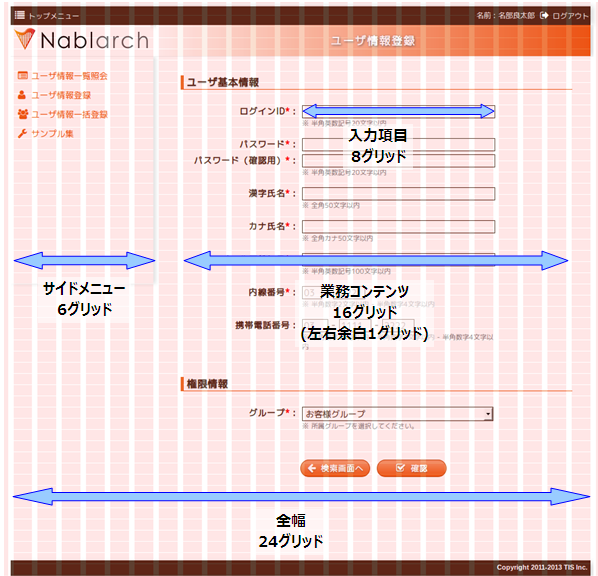 トップメニュー
名前：名部良太郎 ログアウト
Nablarch
ユーザ情報登録
ユーザ情報一覧照会
ユーザ情報登録
ユーザ情報一括登録
サンプル集
ユーザ基本情報
ログインID*：
※ 半角英数記号20文字以内
入力項目
8グリッド
パスワード*：
パスワード（確認用）*：
※ 半角英数記号20文字以内
漢字氏名*：
※ 全角50文字以内
カナ氏名*：
※ 全角カナ50文字以内
※ 半角英数記号100文字以内
サイドメニュー
6グリッド
業務コンテンツ
16グリッド
(左右余白1グリッド)
内線番号*：
携帯電話番号：
権限情報
グループ*：
お客様グループ
※ 所属グループを選択してください。
検索画面へ
確認
全幅
24グリッド
Copyright 2011-2013 TIS Inc.